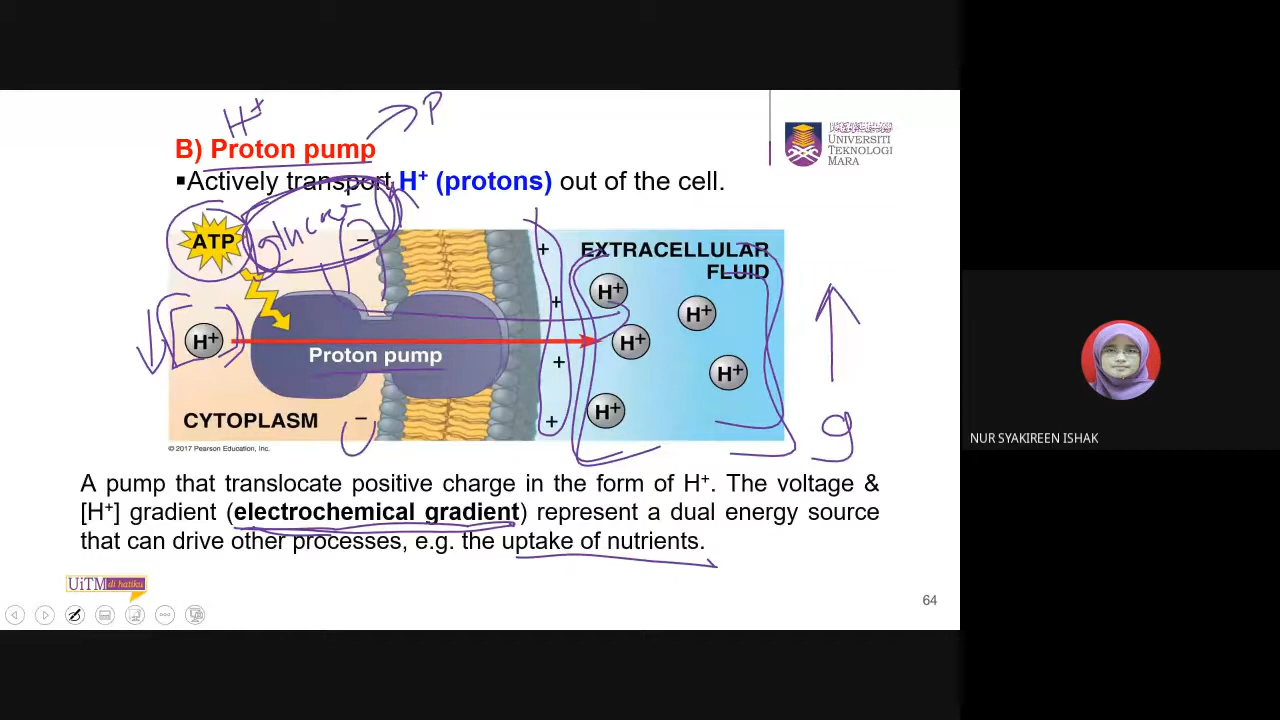 H+
P
B) Proton pump
▪Actively transport H+ (protons) out of the cell.
UNIVERSITI
TEKNOLOGI
MARA
ATP
glucose
−
+
EXTRACELLULAR
FLUID
H+
H+
+
H+
H+
Proton pump
+
H+
H+
CYTOPLASM
−
+
g
© 2017 Pearson Education, Inc.
NUR SYAKIREEN ISHAK
A pump that translocate positive charge in the form of H+. The voltage &
[H+] gradient (electrochemical gradient) represent a dual energy source
that can drive other processes, e.g. the uptake of nutrients.
UiTM di hatiku
64